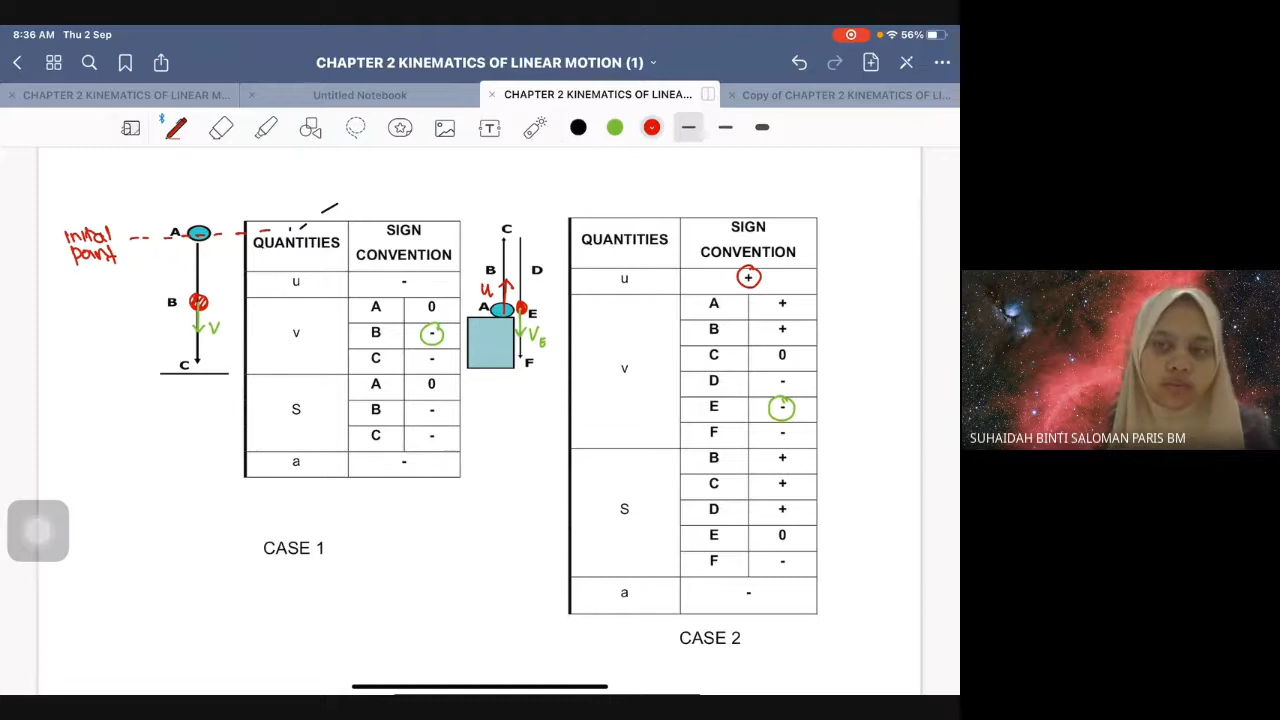 8:36 AM Thu 2 Sep
56%
CHAPTER 2 KINEMATICS OF LINEAR MOTION (1)
CHAPTER 2 KINEMATICS OF LINEAR M...
Untitled Notebook
CHAPTER 2 KINEMATICS OF LINEA...
Copy of CHAPTER 2 KINEMATICS OF LI...
Initial
point
A
B
V
C
QUANTITIES
SIGN
CONVENTION
u -
v
A 0
B -
C -
S
A 0
B -
C -
a -
CASE 1
C
B D
u
A E
VE
F
QUANTITIES
SIGN
CONVENTION
u +
v
A +
B +
C 0
D -
E -
F -
S
B +
C +
D +
E 0
F -
a -
CASE 2
SUHAIDAH BINTI SALOMAN PARIS BM